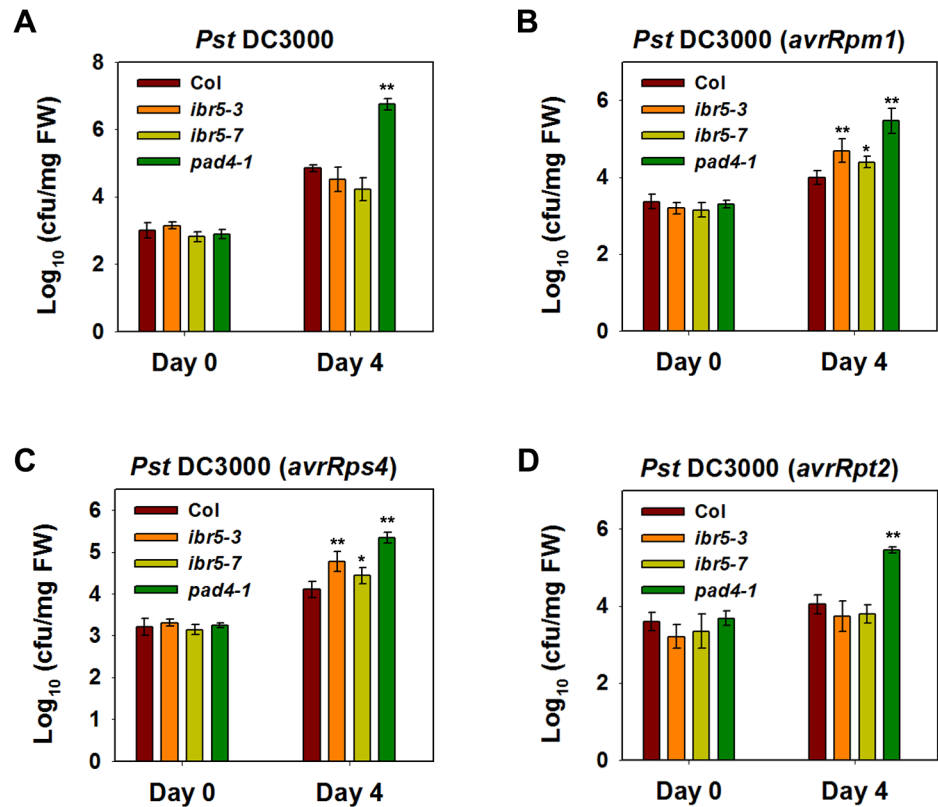 A
Pst DC3000
Log10 (cfu/mg FW)
8
6
4
2
0
Col
ibr5-3
ibr5-7
pad4-1
**
Day 0
Day 4
B
Pst DC3000 (avrRpm1)
Log10 (cfu/mg FW)
6
4
2
0
Col
ibr5-3
ibr5-7
pad4-1
**
*
**
Day 0
Day 4
C
Pst DC3000 (avrRps4)
Log10 (cfu/mg FW)
6
5
4
3
2
1
0
Col
ibr5-3
ibr5-7
pad4-1
**
*
**
Day 0
Day 4
D
Pst DC3000 (avrRpt2)
Log10 (cfu/mg FW)
6
4
2
0
Col
ibr5-3
ibr5-7
pad4-1
**
Day 0
Day 4